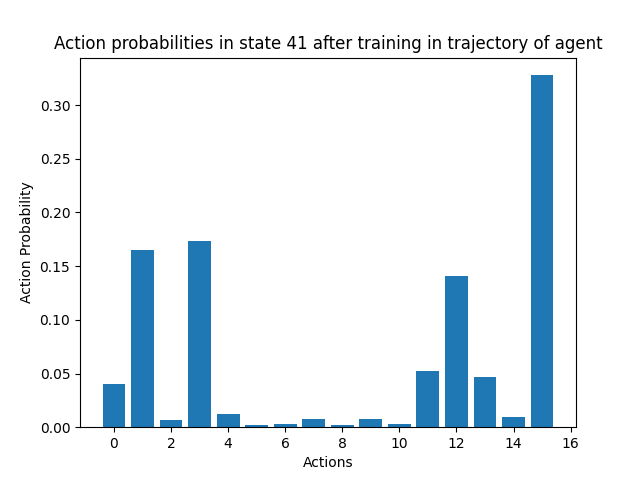 Action probabilities in state 41 after training in trajectory of agent
0.30
0.25
0.20
0.15
0.10
0.05
0.00
Action Probability
0 2 4 6 8 10 12 14 16
Actions